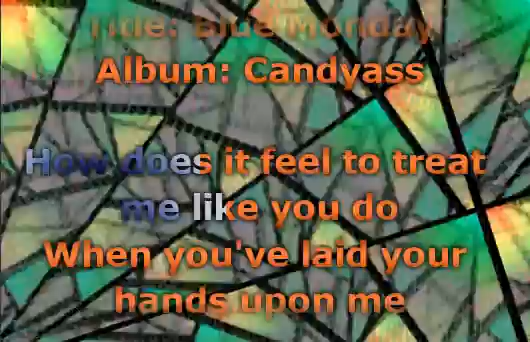 Title: Blue Monday
Album: Candyass
How does it feel to treat
me like you do
When you've laid your
hands upon me